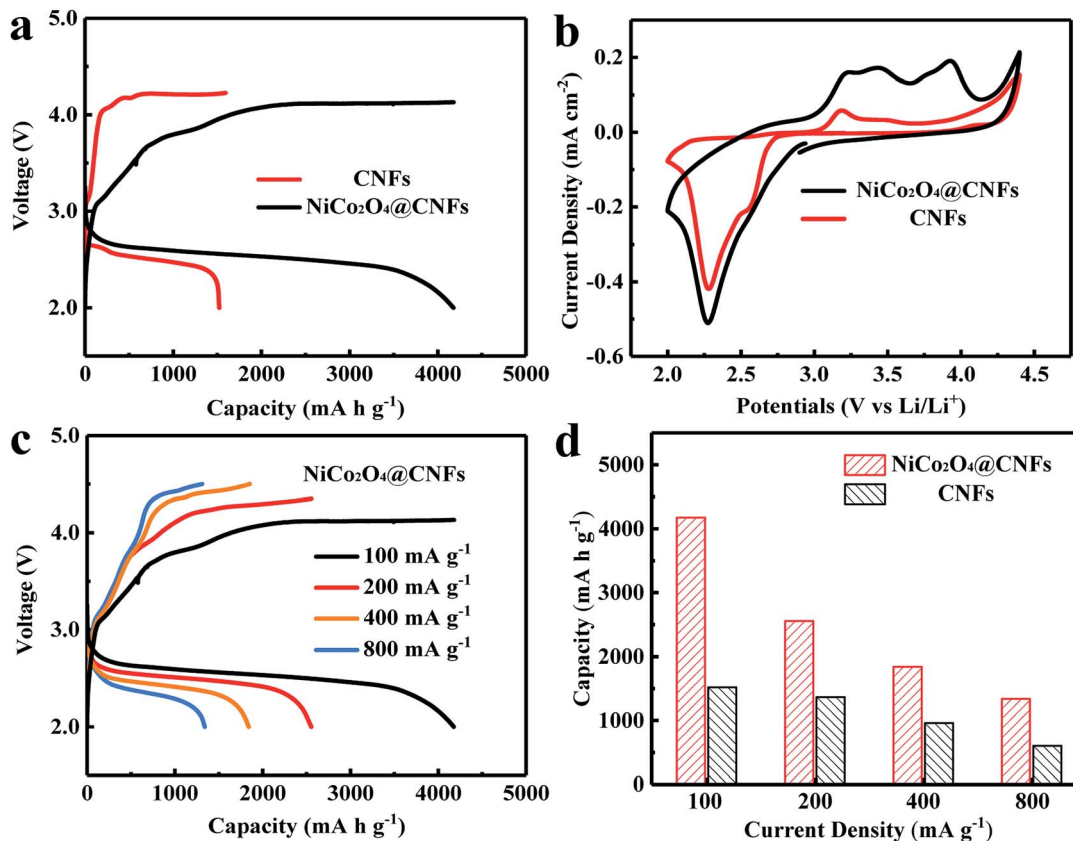 a
5.0
4.0
3.0
2.0
Voltage (V)
CNFs
NiCo₂O₄@CNFs
0 1000 2000 3000 4000 5000
Capacity (mA h g⁻¹)
b
0.2
0.0
-0.2
-0.4
-0.6
Current Density (mA cm⁻²)
NiCo₂O₄@CNFs
CNFs
2.0 2.5 3.0 3.5 4.0 4.5
Potentials (V vs Li/Li⁺)
c
5.0
4.0
3.0
2.0
Voltage (V)
NiCo₂O₄@CNFs
100 mA g⁻¹
200 mA g⁻¹
400 mA g⁻¹
800 mA g⁻¹
0 1000 2000 3000 4000 5000
Capacity (mA h g⁻¹)
d
5000
4000
3000
2000
1000
0
Capacity (mA h g⁻¹)
NiCo₂O₄@CNFs
CNFs
100 200 400 800
Current Density (mA g⁻¹)